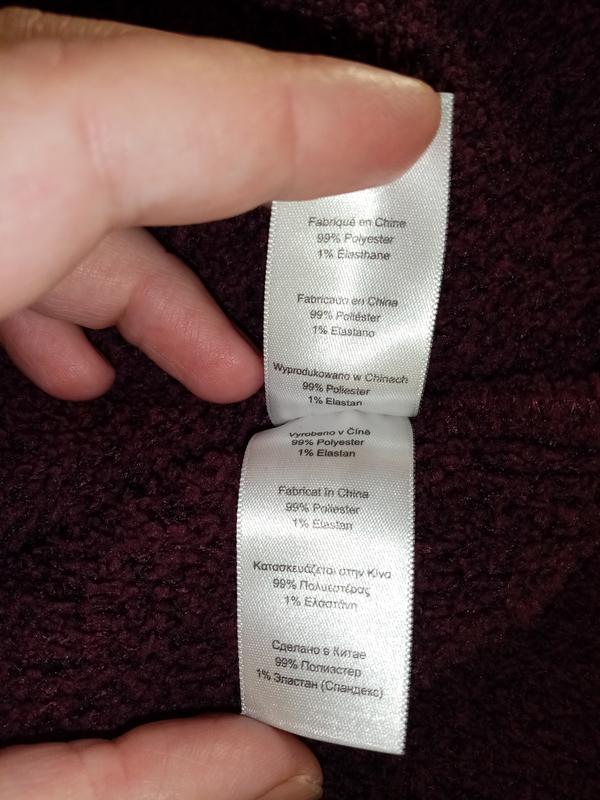 Fabriqué en Chine
99% Polyester
1% Élasthane
Fabricado en China
99% Poliéster
1% Elastano
Wyprodukowano w Chinach
99% Poliester
1% Elastan
Vyrobeno v Číně
99% Polyester
1% Elastan
Fabricat în China
99% Poliester
1% Elastan
Κατασκευάζεται στην Κίνα
99% Πολυεστέρας
1% Ελαστάνη
Сделано в Китае
99% Полиэстер
1% Эластан (Спандекс)